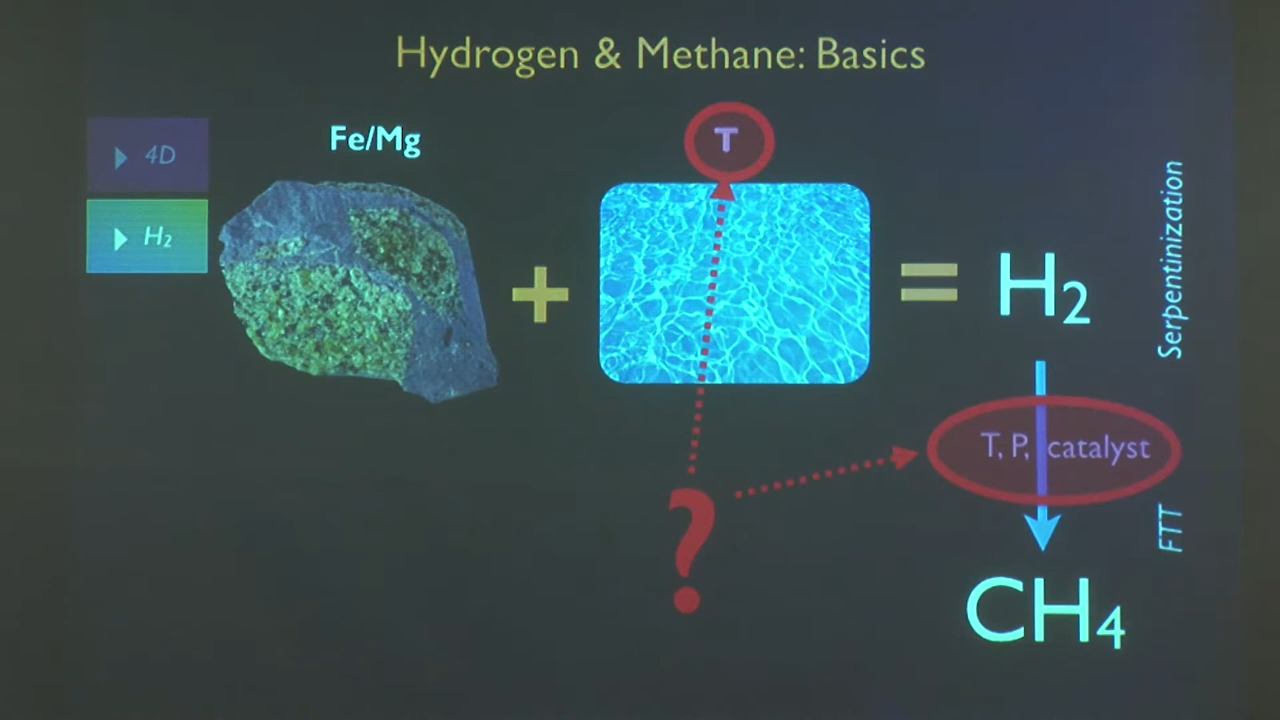 Hydrogen & Methane: Basics
4D
H₂
Fe/Mg
+
T
=
H₂
Serpentinization
T, P, catalyst
FTT
?
CH₄